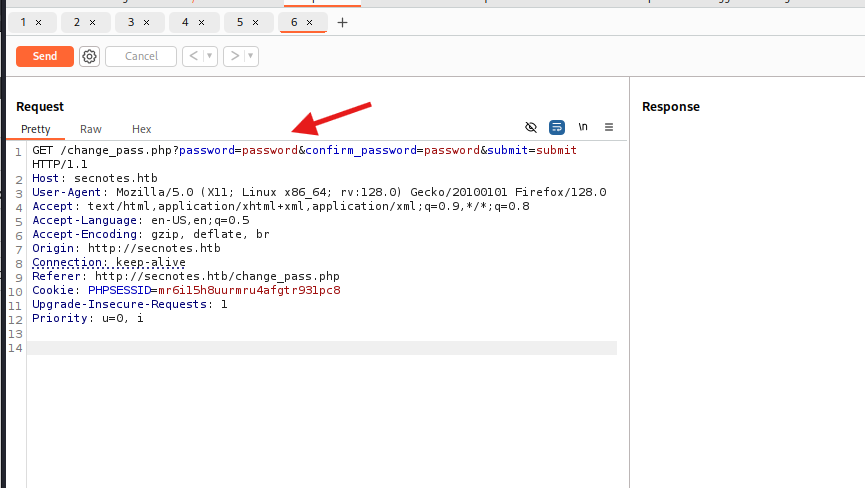 1 × 2 × 3 × 4 × 5 × 6 × +
Send Cancel < ▾ > ▾
Request
Response
Pretty Raw Hex \n ≡
1 GET /change_pass.php?password=password&confirm_password=password&submit=submit
HTTP/1.1
2 Host: secnotes.htb
3 User-Agent: Mozilla/5.0 (X11; Linux x86_64; rv:128.0) Gecko/20100101 Firefox/128.0
4 Accept: text/html,application/xhtml+xml,application/xml;q=0.9,*/*;q=0.8
5 Accept-Language: en-US,en;q=0.5
6 Accept-Encoding: gzip, deflate, br
7 Origin: http://secnotes.htb
8 Connection: keep-alive
9 Referer: http://secnotes.htb/change_pass.php
10 Cookie: PHPSESSID=mr6i15h8uurmru4afgtr931pc8
11 Upgrade-Insecure-Requests: 1
12 Priority: u=0, i
13
14